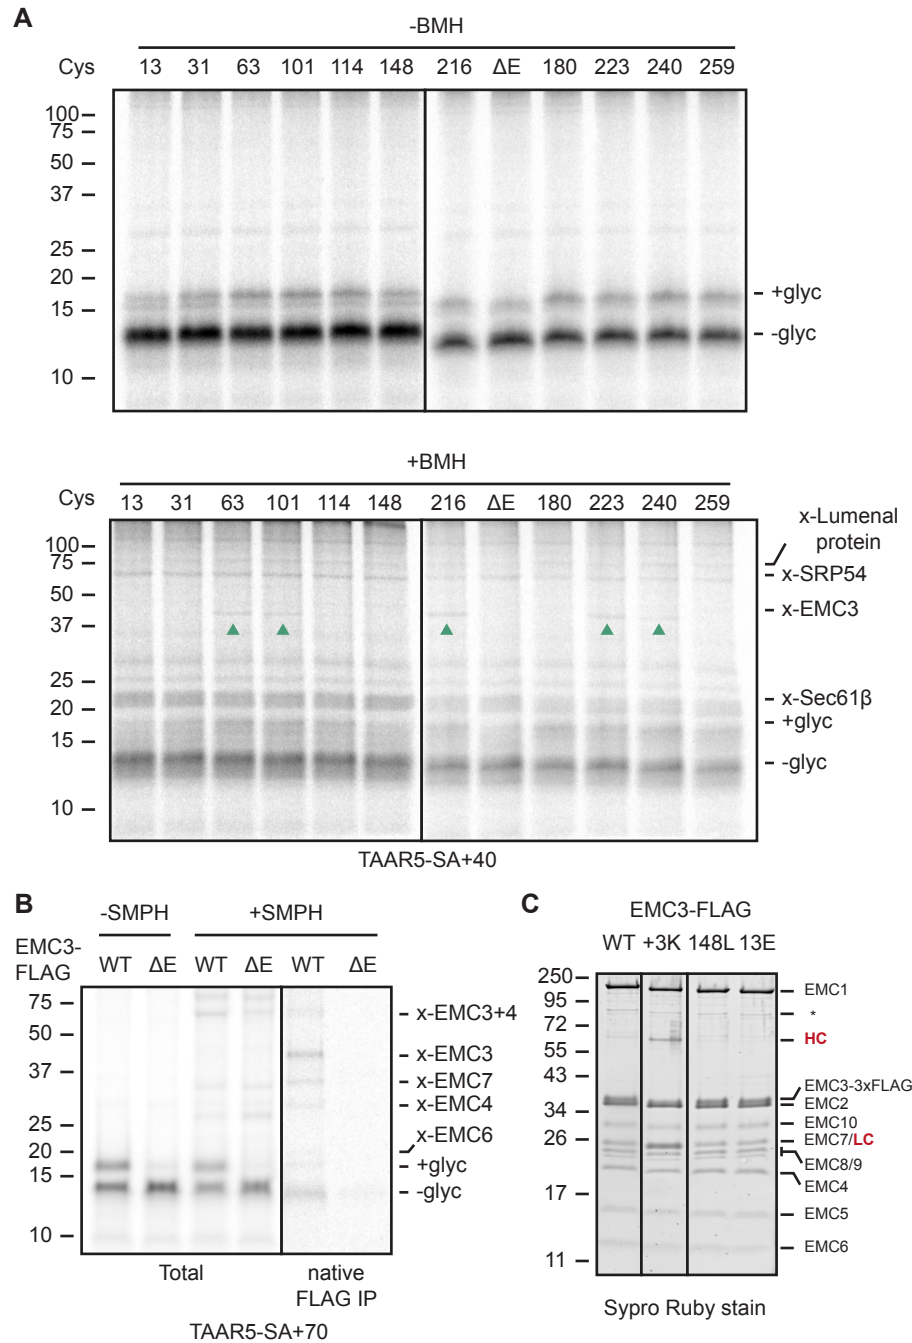 A
-BMH
Cys 13 31 63 101 114 148 216 ΔE 180 223 240 259
100
75
50
37
25
20
15
10
+glyc
-glyc
+BMH
Cys 13 31 63 101 114 148 216 ΔE 180 223 240 259
100
75
50
37
25
20
15
10
x-Lumenal
protein
x-SRP54
x-EMC3
x-Sec61β
+glyc
-glyc
TAAR5-SA+40
B
-SMPH +SMPH
EMC3-
FLAG WT ΔE WT ΔE WT ΔE
75
50
37
25
20
15
10
x-EMC3+4
x-EMC3
x-EMC7
x-EMC4
x-EMC6
+glyc
-glyc
Total native
FLAG IP
TAAR5-SA+70
C
EMC3-FLAG
WT +3K 148L 13E
250
95
72
55
43
34
26
17
11
EMC1
*
HC
EMC3-3xFLAG
EMC2
EMC10
EMC7/LC
EMC8/9
EMC4
EMC5
EMC6
Sypro Ruby stain